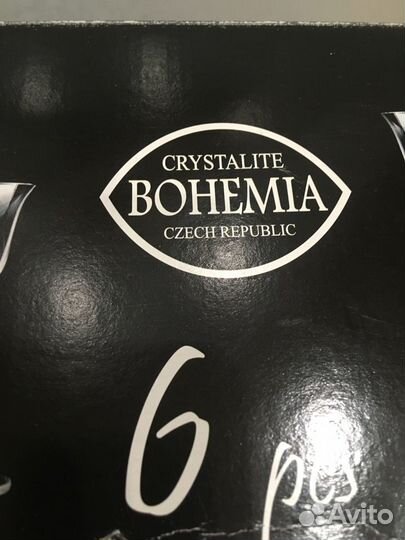 CRYSTALITE
BOHEMIA
CZECH REPUBLIC
6 pcs
Avito